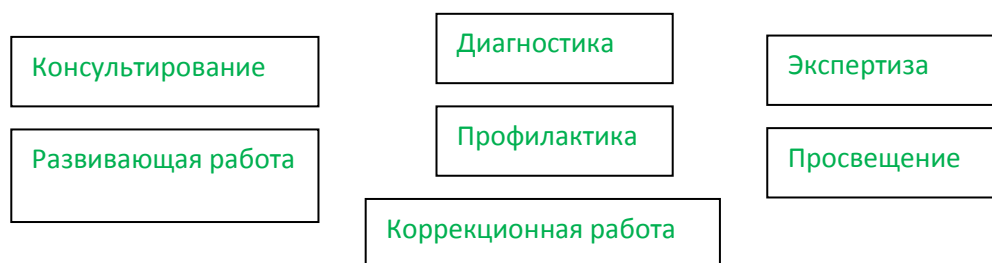 Диагностика
Консультирование
Экспертиза
Профилактика
Развивающая работа
Просвещение
Коррекционная работа